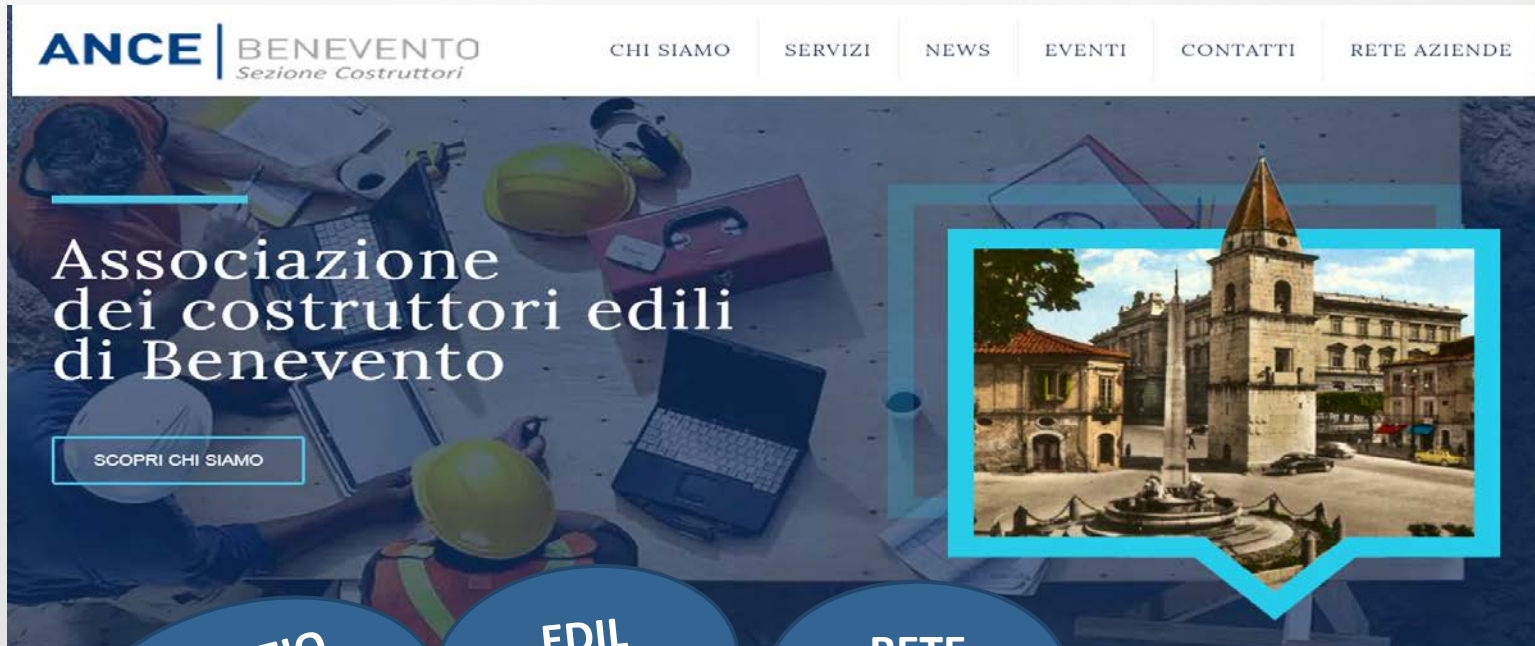 ANCE BENEVENTO
Sezione Costruttori
CHI SIAMO SERVIZI NEWS EVENTI CONTATTI RETE AZIENDE
Associazione
dei costruttori edili
di Benevento
SCOPRI CHI SIAMO
EDIL
RETE